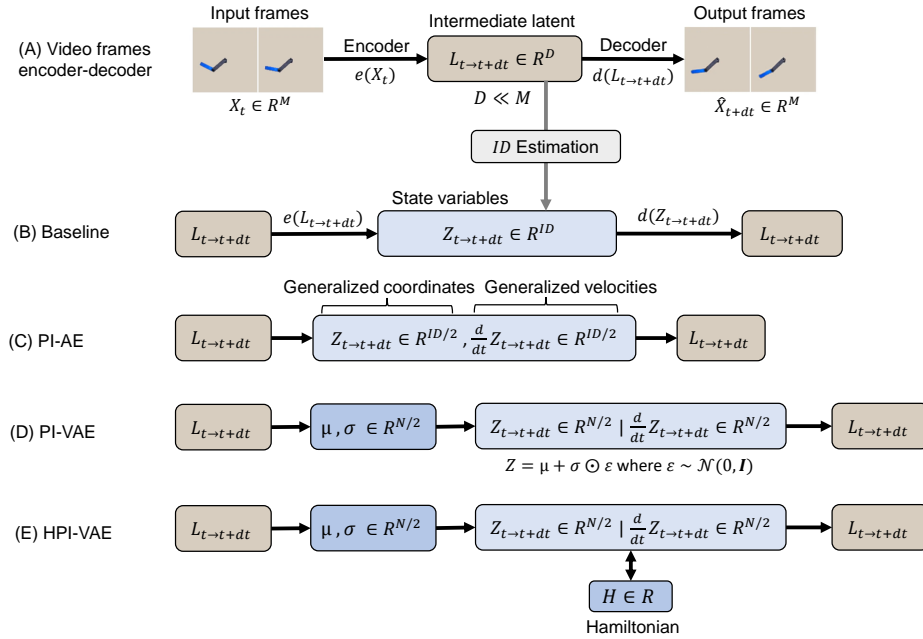 Input frames
Output frames
Intermediate latent
(A) Video frames
encoder-decoder
Encoder
e(X_t)
L_{t→t+dt} ∈ R^D
Decoder
d(L_{t→t+dt})
X_t ∈ R^M
D ≪ M
X̂_{t+dt} ∈ R^M
ID Estimation
State variables
(B) Baseline
L_{t→t+dt}
e(L_{t→t+dt})
Z_{t→t+dt} ∈ R^{ID}
d(Z_{t→t+dt})
L_{t→t+dt}
Generalized coordinates
Generalized velocities
(C) PI-AE
L_{t→t+dt}
Z_{t→t+dt} ∈ R^{ID/2} , \frac{d}{dt} Z_{t→t+dt} ∈ R^{ID/2}
L_{t→t+dt}
(D) PI-VAE
L_{t→t+dt}
μ , σ ∈ R^{N/2}
Z_{t→t+dt} ∈ R^{N/2} | \frac{d}{dt} Z_{t→t+dt} ∈ R^{N/2}
L_{t→t+dt}
Z = μ + σ ⊙ ε where ε ~ 𝒩(0, I)
(E) HPI-VAE
L_{t→t+dt}
μ , σ ∈ R^{N/2}
Z_{t→t+dt} ∈ R^{N/2} | \frac{d}{dt} Z_{t→t+dt} ∈ R^{N/2}
L_{t→t+dt}
H ∈ R
Hamiltonian